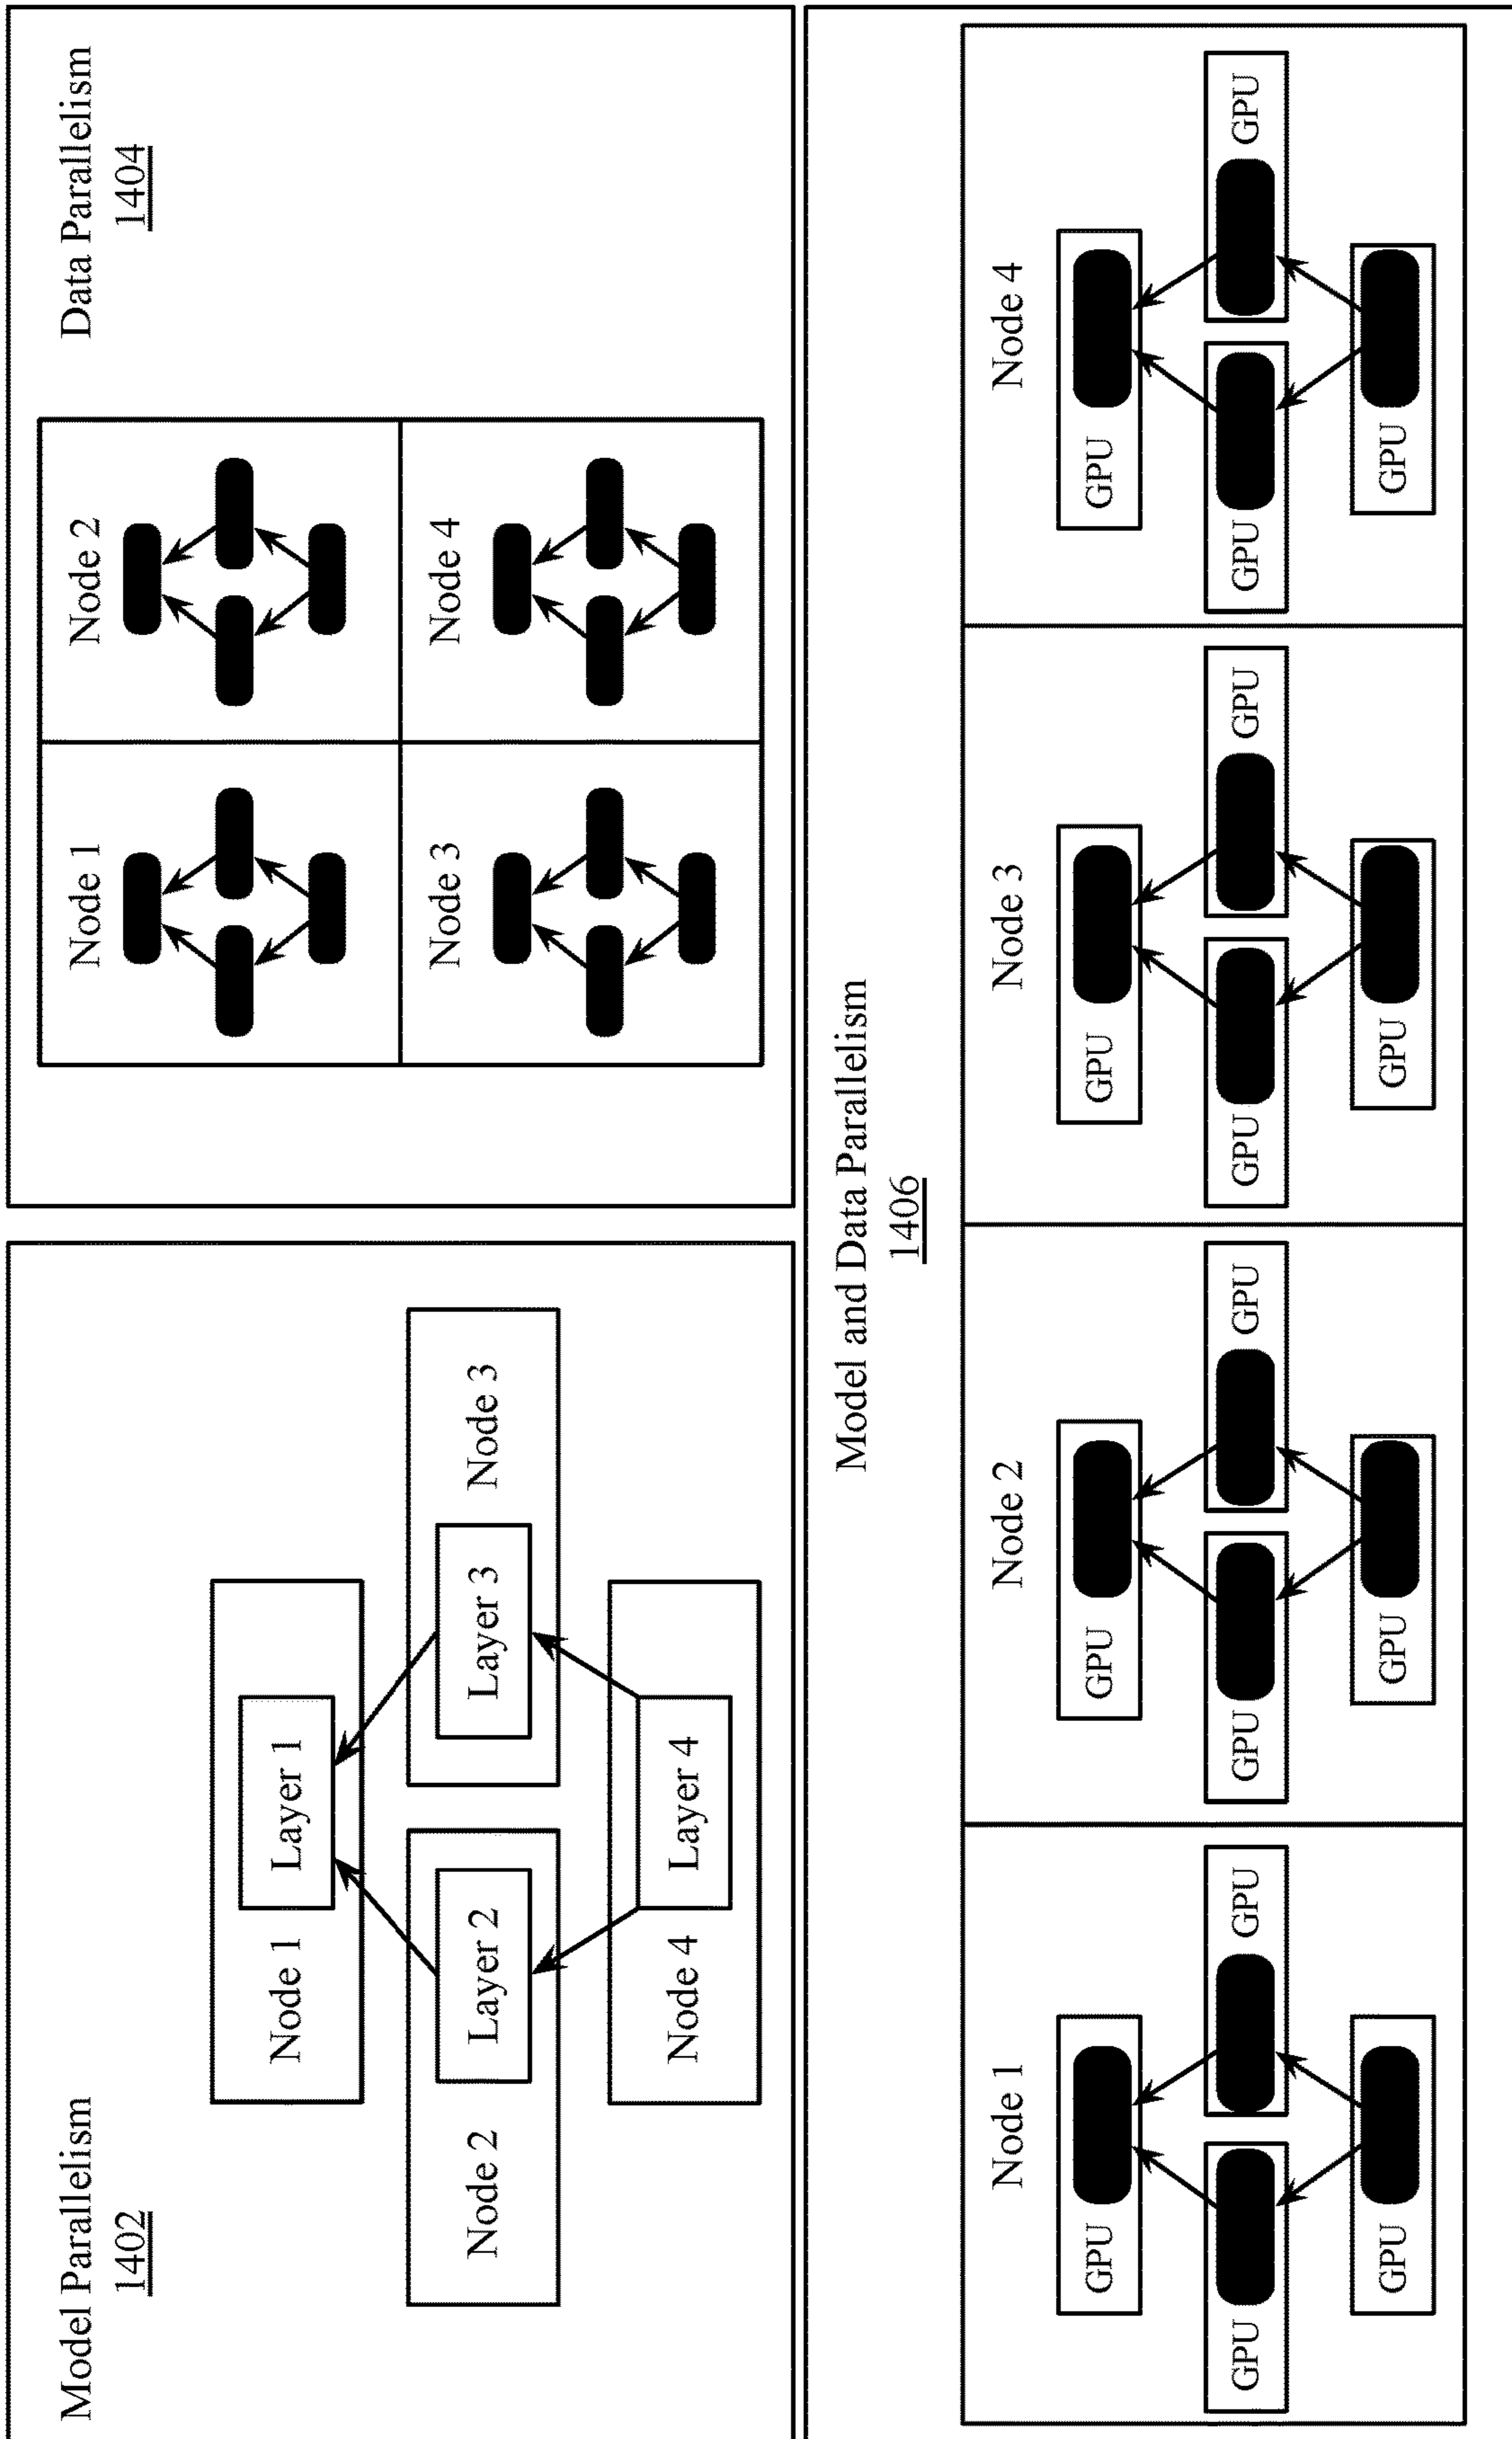 Model Parallelism
1402
Node 1
Layer 1
Node 2
Layer 2
Layer 3
Node 3
Node 4
Layer 4
Data Parallelism
1404
Node 1
Node 2
Node 3
Node 4
Model and Data Parallelism
1406
Node 1
GPU
GPU
GPU
GPU
Node 2
GPU
GPU
GPU
GPU
Node 3
GPU
GPU
GPU
GPU
Node 4
GPU
GPU
GPU
GPU